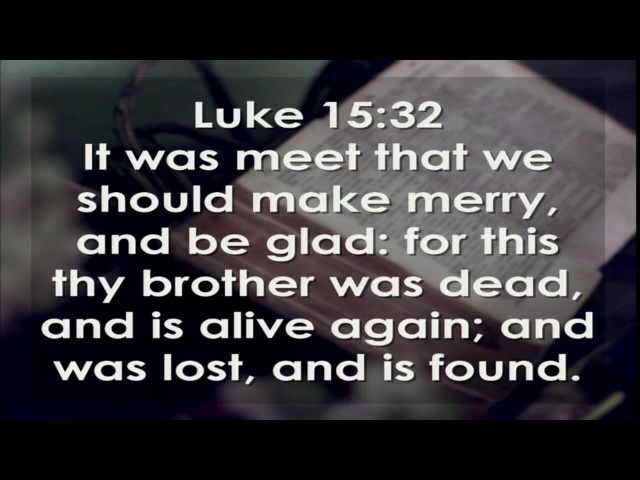 Luke 15:32
It was meet that we
should make merry,
and be glad: for this
thy brother was dead,
and is alive again; and
was lost, and is found.